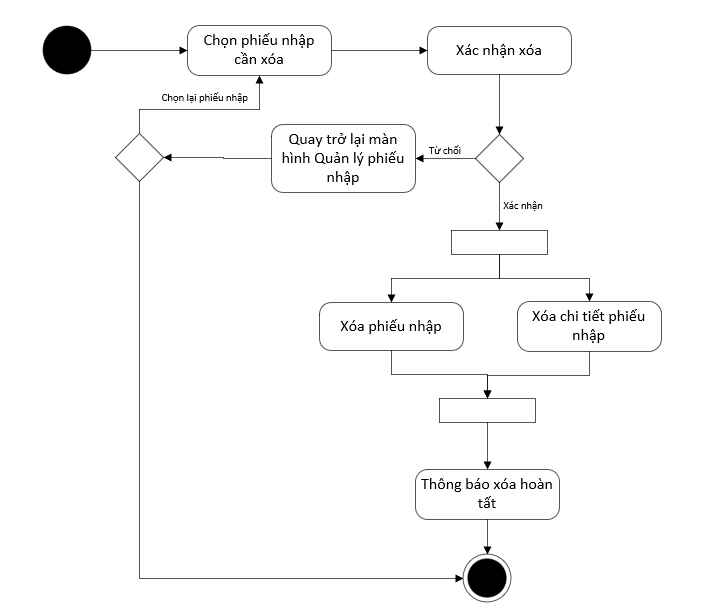 Chọn phiếu nhập
cần xóa
Xác nhận xóa
Chọn lại phiếu nhập
Quay trở lại màn
hình Quản lý phiếu
nhập
Từ chối
Xác nhận
Xóa phiếu nhập
Xóa chi tiết phiếu
nhập
Thông báo xóa hoàn
tất